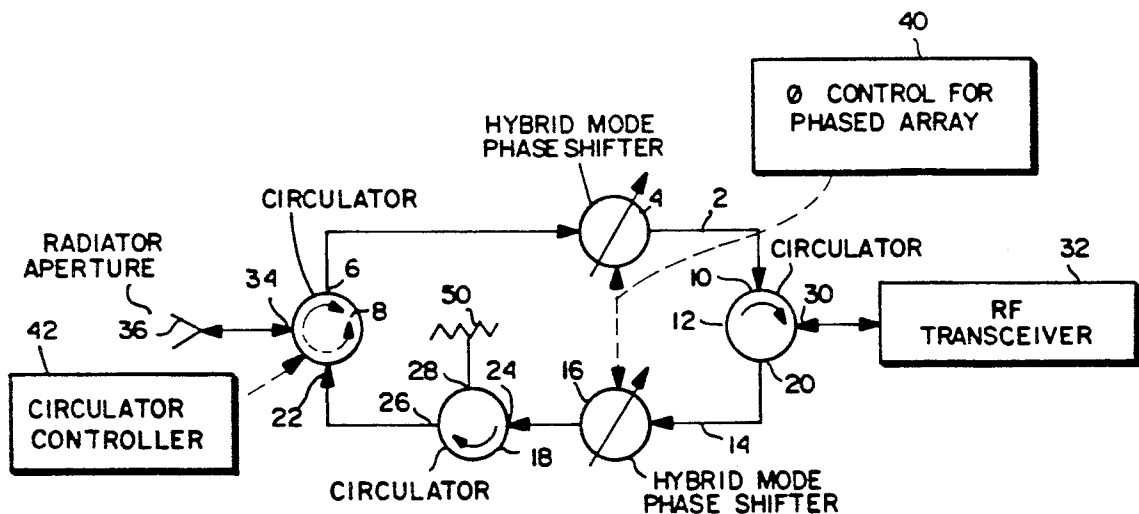 40
Ø CONTROL FOR
PHASED ARRAY
HYBRID MODE
PHASE SHIFTER
4
2
CIRCULATOR
CIRCULATOR
RADIATOR
APERTURE
34
6
8
36
50
10
12
30
32
RF
TRANSCEIVER
42
CIRCULATOR
CONTROLLER
22
28
24
26
18
16
20
14
CIRCULATOR
HYBRID MODE
PHASE SHIFTER